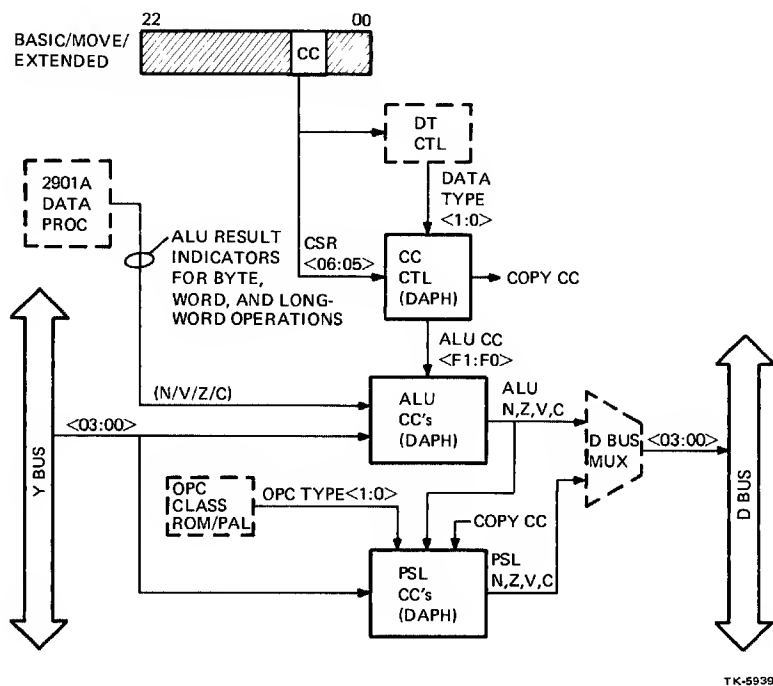 22
00
BASIC/MOVE/
EXTENDED
CC
DT
CTL
2901A
DATA
PROC
DATA
TYPE
<1:0>
ALU RESULT
INDICATORS
FOR BYTE,
WORD, AND LONG-
WORD OPERATIONS
CSR
<06:05>
CC
CTL
(DAPH)
COPY CC
ALU CC
<F1:F0>
(N/V/Z/C)
ALU
CC's
(DAPH)
ALU
N,Z,V,C
<03:00>
D BUS
MUX
<03:00>
Y BUS
D BUS
OPC
CLASS
ROM/PAL
OPC TYPE<1:0>
COPY CC
PSL
CC's
(DAPH)
PSL
N,Z,V,C
TK-5939